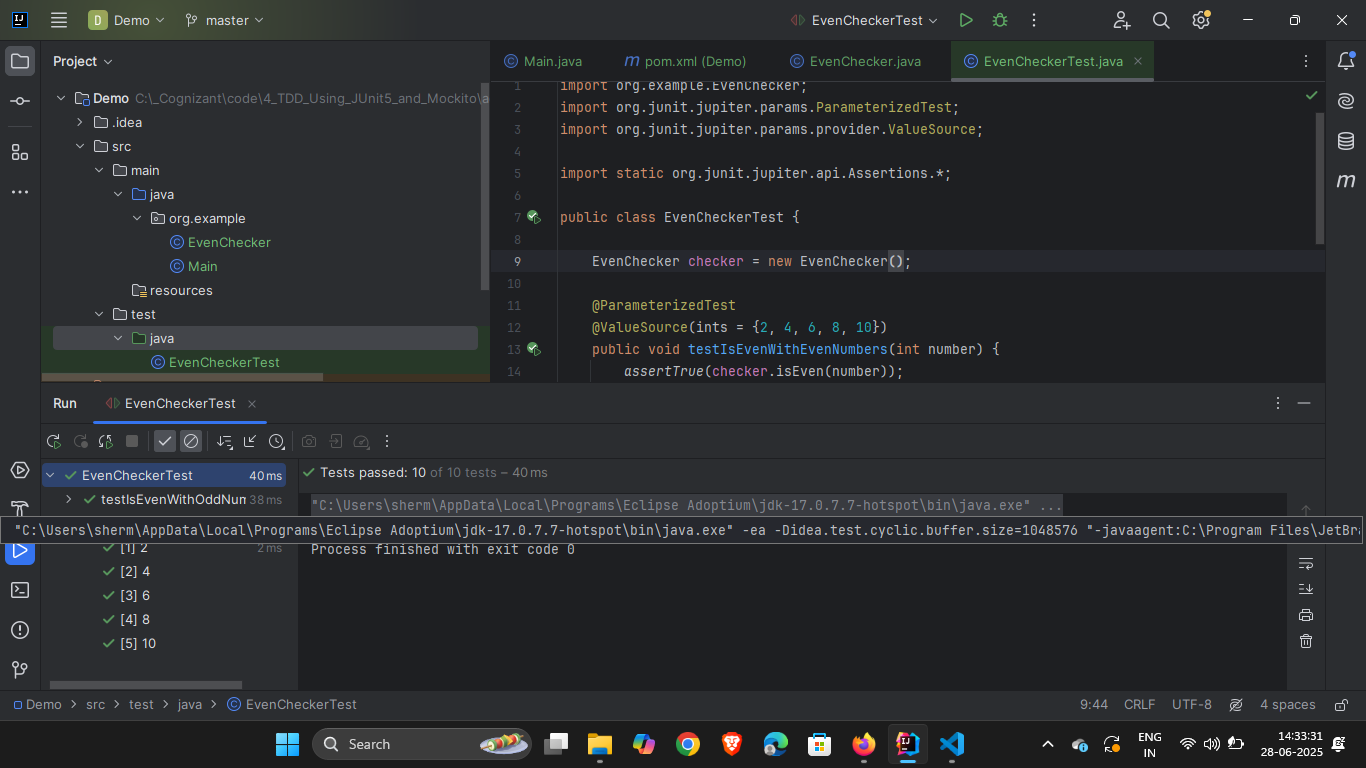 D Demo master EvenCheckerTest
Project
Main.java pom.xml (Demo) EvenChecker.java EvenCheckerTest.java
Demo C:\_Cognizant\code\4_TDD_Using_JUnit5_and_Mockito\a
.idea
src
main
java
org.example
EvenChecker
Main
resources
test
java
EvenCheckerTest
1 import org.example.EvenChecker;
2 import org.junit.jupiter.params.ParameterizedTest;
3 import org.junit.jupiter.params.provider.ValueSource;
4
5 import static org.junit.jupiter.api.Assertions.*;
6
7 public class EvenCheckerTest {
8
9 EvenChecker checker = new EvenChecker();
10
11 @ParameterizedTest
12 @ValueSource(ints = {2, 4, 6, 8, 10})
13 public void testIsEvenWithEvenNumbers(int number) {
14 assertTrue(checker.isEven(number));
Run EvenCheckerTest
EvenCheckerTest 40 ms
testIsEvenWithOddNum 38 ms
Tests passed: 10 of 10 tests – 40 ms
"C:\Users\sherm\AppData\Local\Programs\Eclipse Adoptium\jdk-17.0.7.7-hotspot\bin\java.exe" ...
"C:\Users\sherm\AppData\Local\Programs\Eclipse Adoptium\jdk-17.0.7.7-hotspot\bin\java.exe" -ea -Didea.test.cyclic.buffer.size=1048576 "-javaagent:C:\Program Files\JetBra
Process finished with exit code 0
[1] 2 2 ms
[2] 4
[3] 6
[4] 8
[5] 10
Demo > src > test > java > EvenCheckerTest
9:44 CRLF UTF-8 4 spaces
Search
ENG
IN
14:33:31
28-06-2025